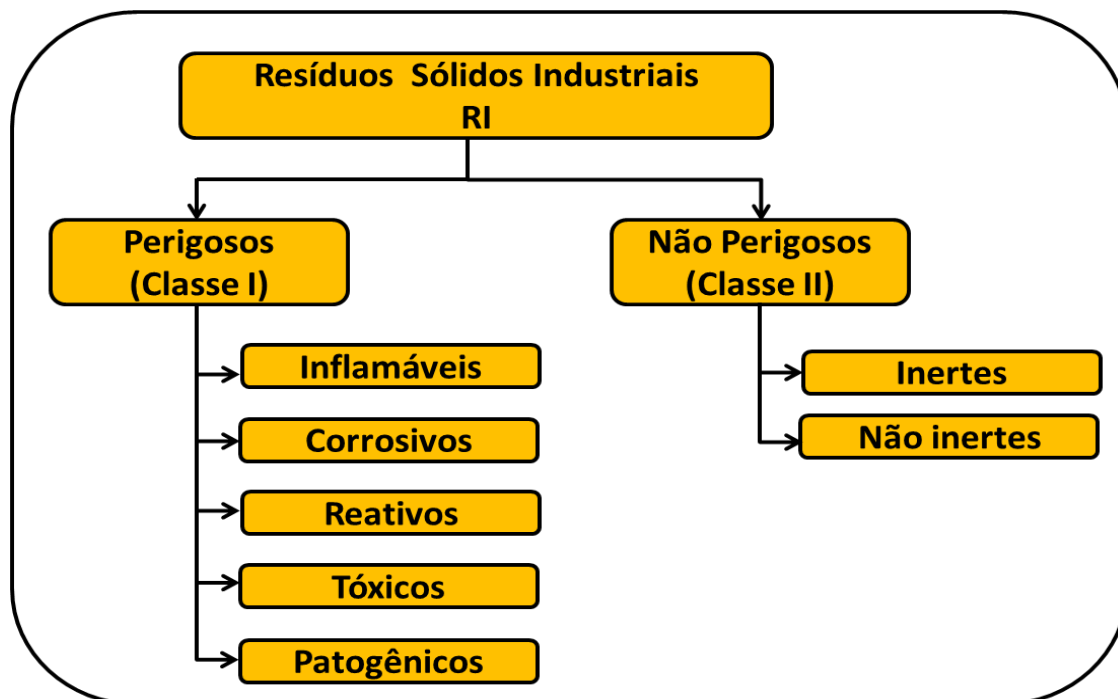 Resíduos Sólidos Industriais
RI
Perigosos
(Classe I)
Não Perigosos
(Classe II)
Inflamáveis
Corrosivos
Reativos
Tóxicos
Patogênicos
Inertes
Não inertes